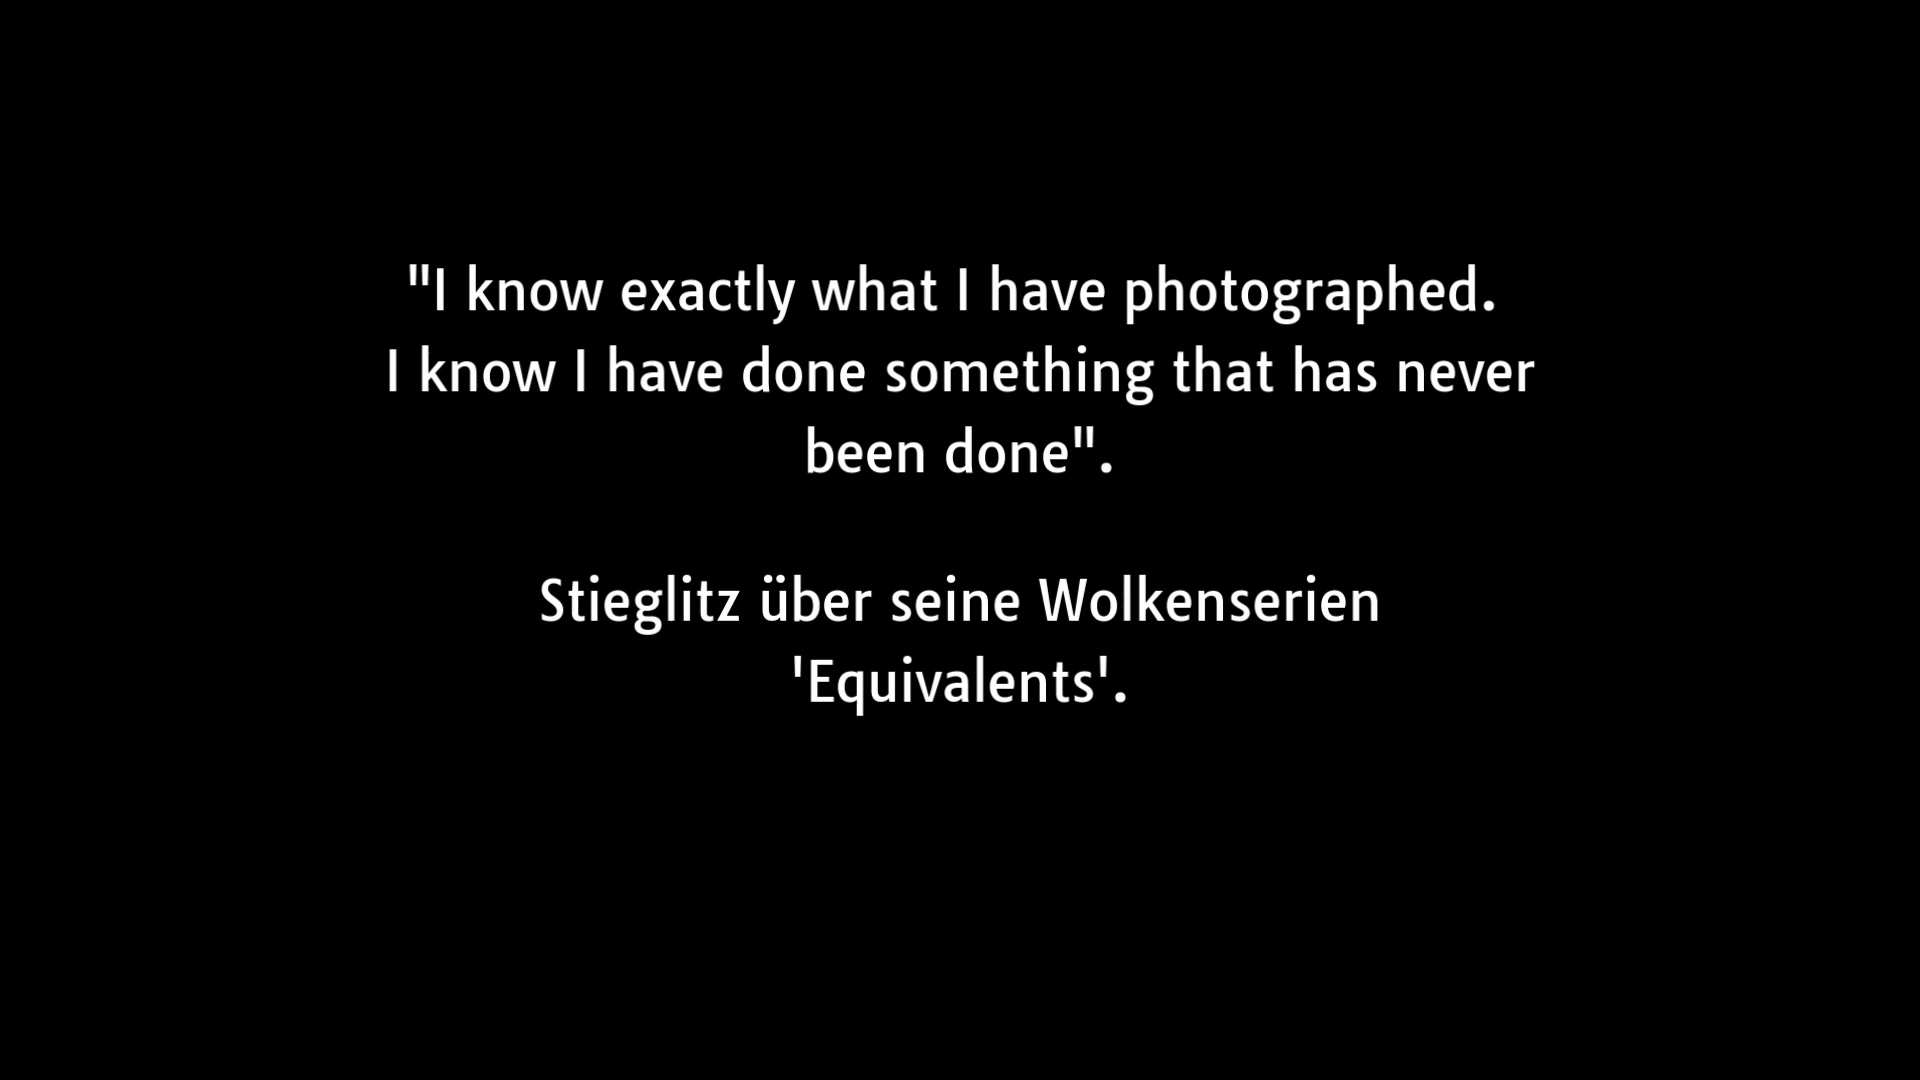 "I know exactly what I have photographed.
I know I have done something that has never
been done".
Stieglitz über seine Wolkenserien
'Equivalents'.